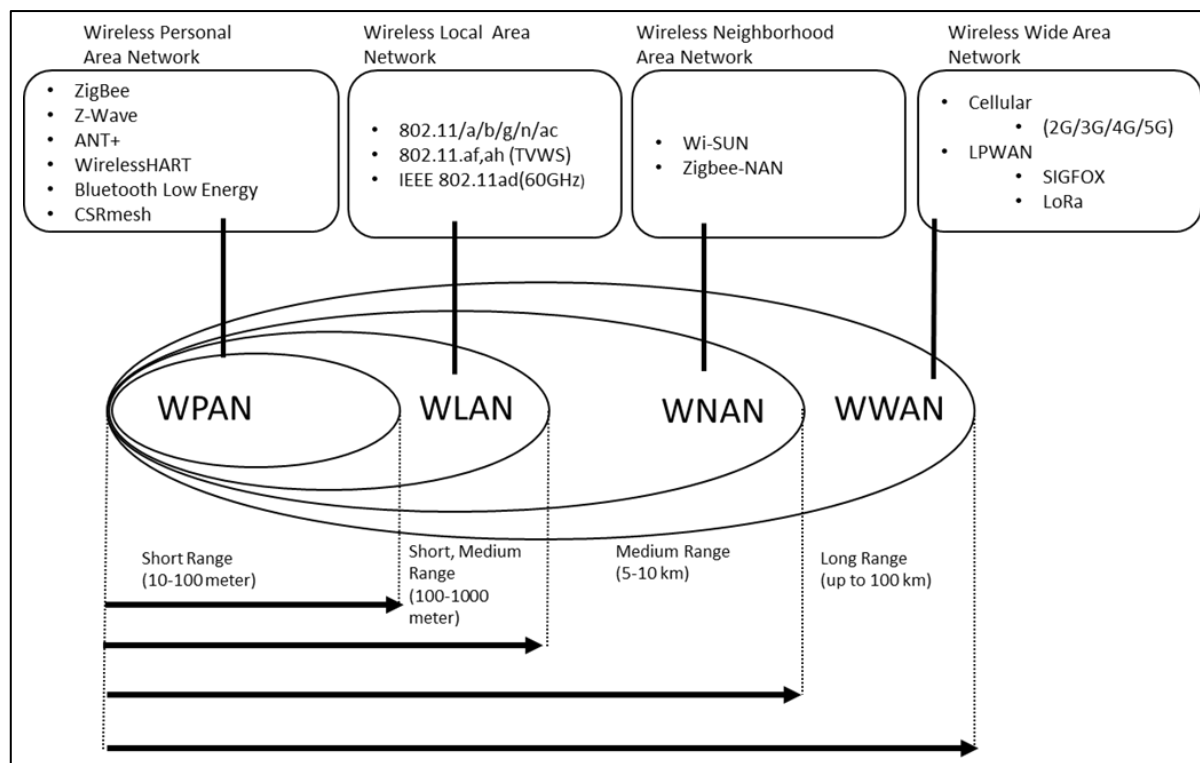 Wireless Personal
Area Network
ZigBee
Z-Wave
ANT+
WirelessHART
Bluetooth Low Energy
CSRmesh
Wireless Local Area
Network
802.11/a/b/g/n/ac
802.11.af,ah (TVWS)
IEEE 802.11ad(60GHz)
Wireless Neighborhood
Area Network
Wi-SUN
Zigbee-NAN
Wireless Wide Area
Network
Cellular
(2G/3G/4G/5G)
LPWAN
SIGFOX
LoRa
WPAN
WLAN
WNAN
WWAN
Short Range
(10-100 meter)
Short, Medium
Range
(100-1000
meter)
Medium Range
(5-10 km)
Long Range
(up to 100 km)